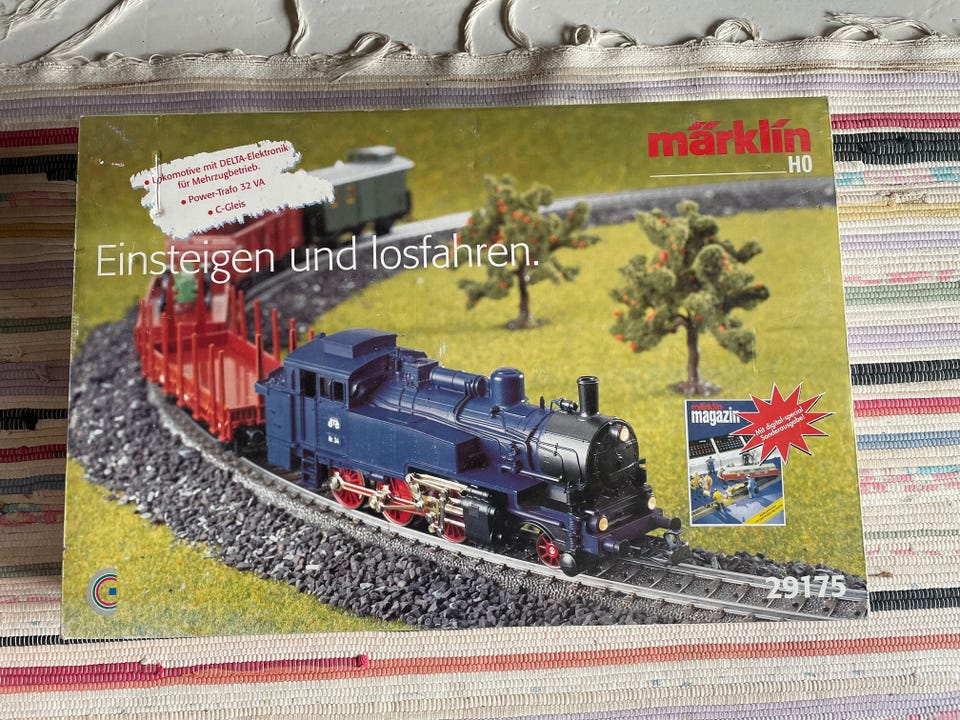 märklin
H0
• Lokomotive mit DELTA-Elektronik
für Mehrzugbetrieb.
• Power-Trafo 32 VA
• C-Gleis
Einsteigen und losfahren.
märklin
magazin
Mit digital-special
Sonderausgabe!
29175